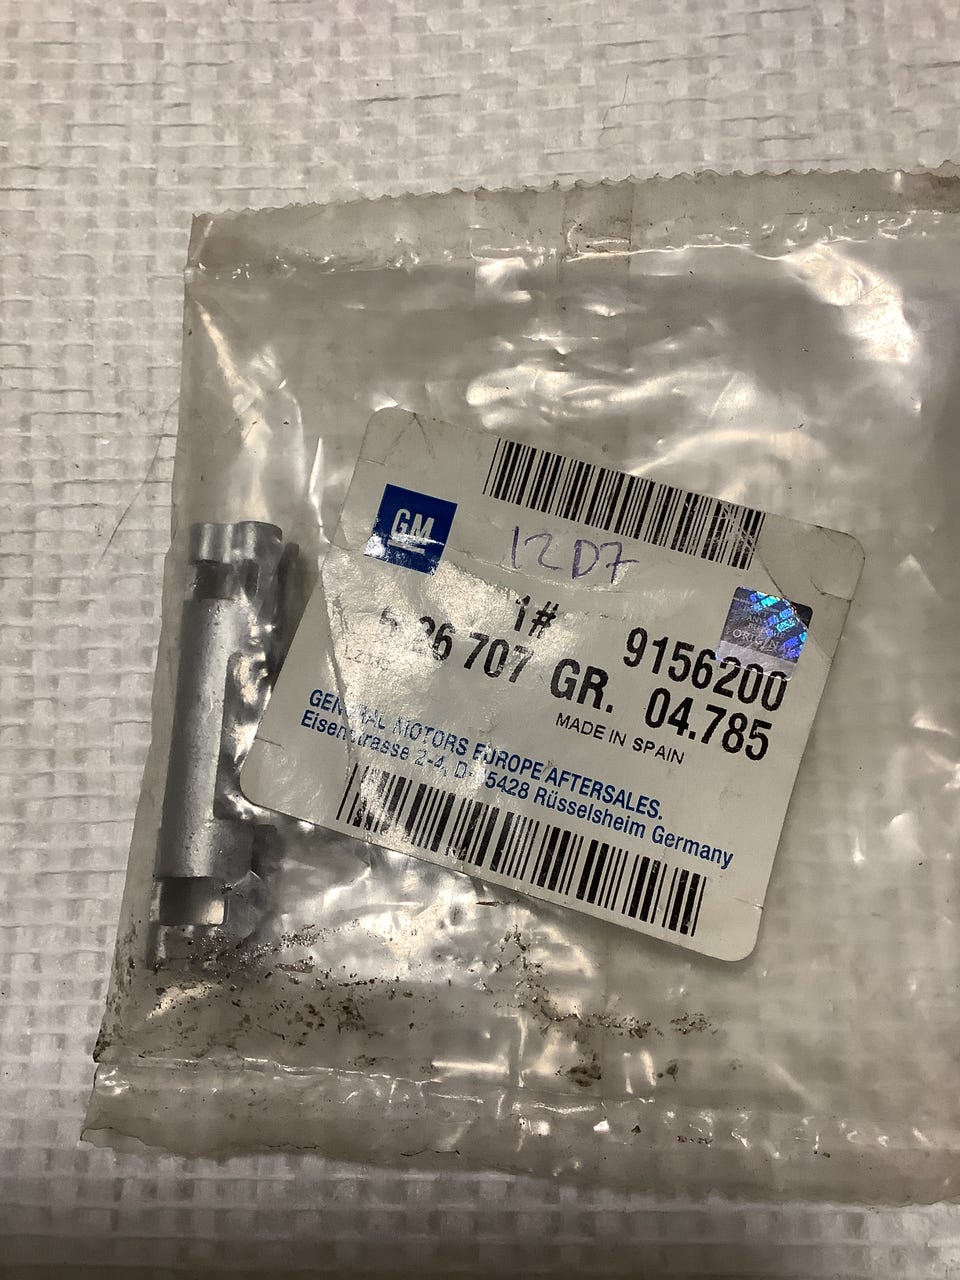 GM
12D7
1#
9156200
26 707 GR. 04.785
MADE IN SPAIN
GENERAL MOTORS EUROPE AFTERSALES.
Eisenstrasse 2-4, D-65428 Rüsselsheim Germany